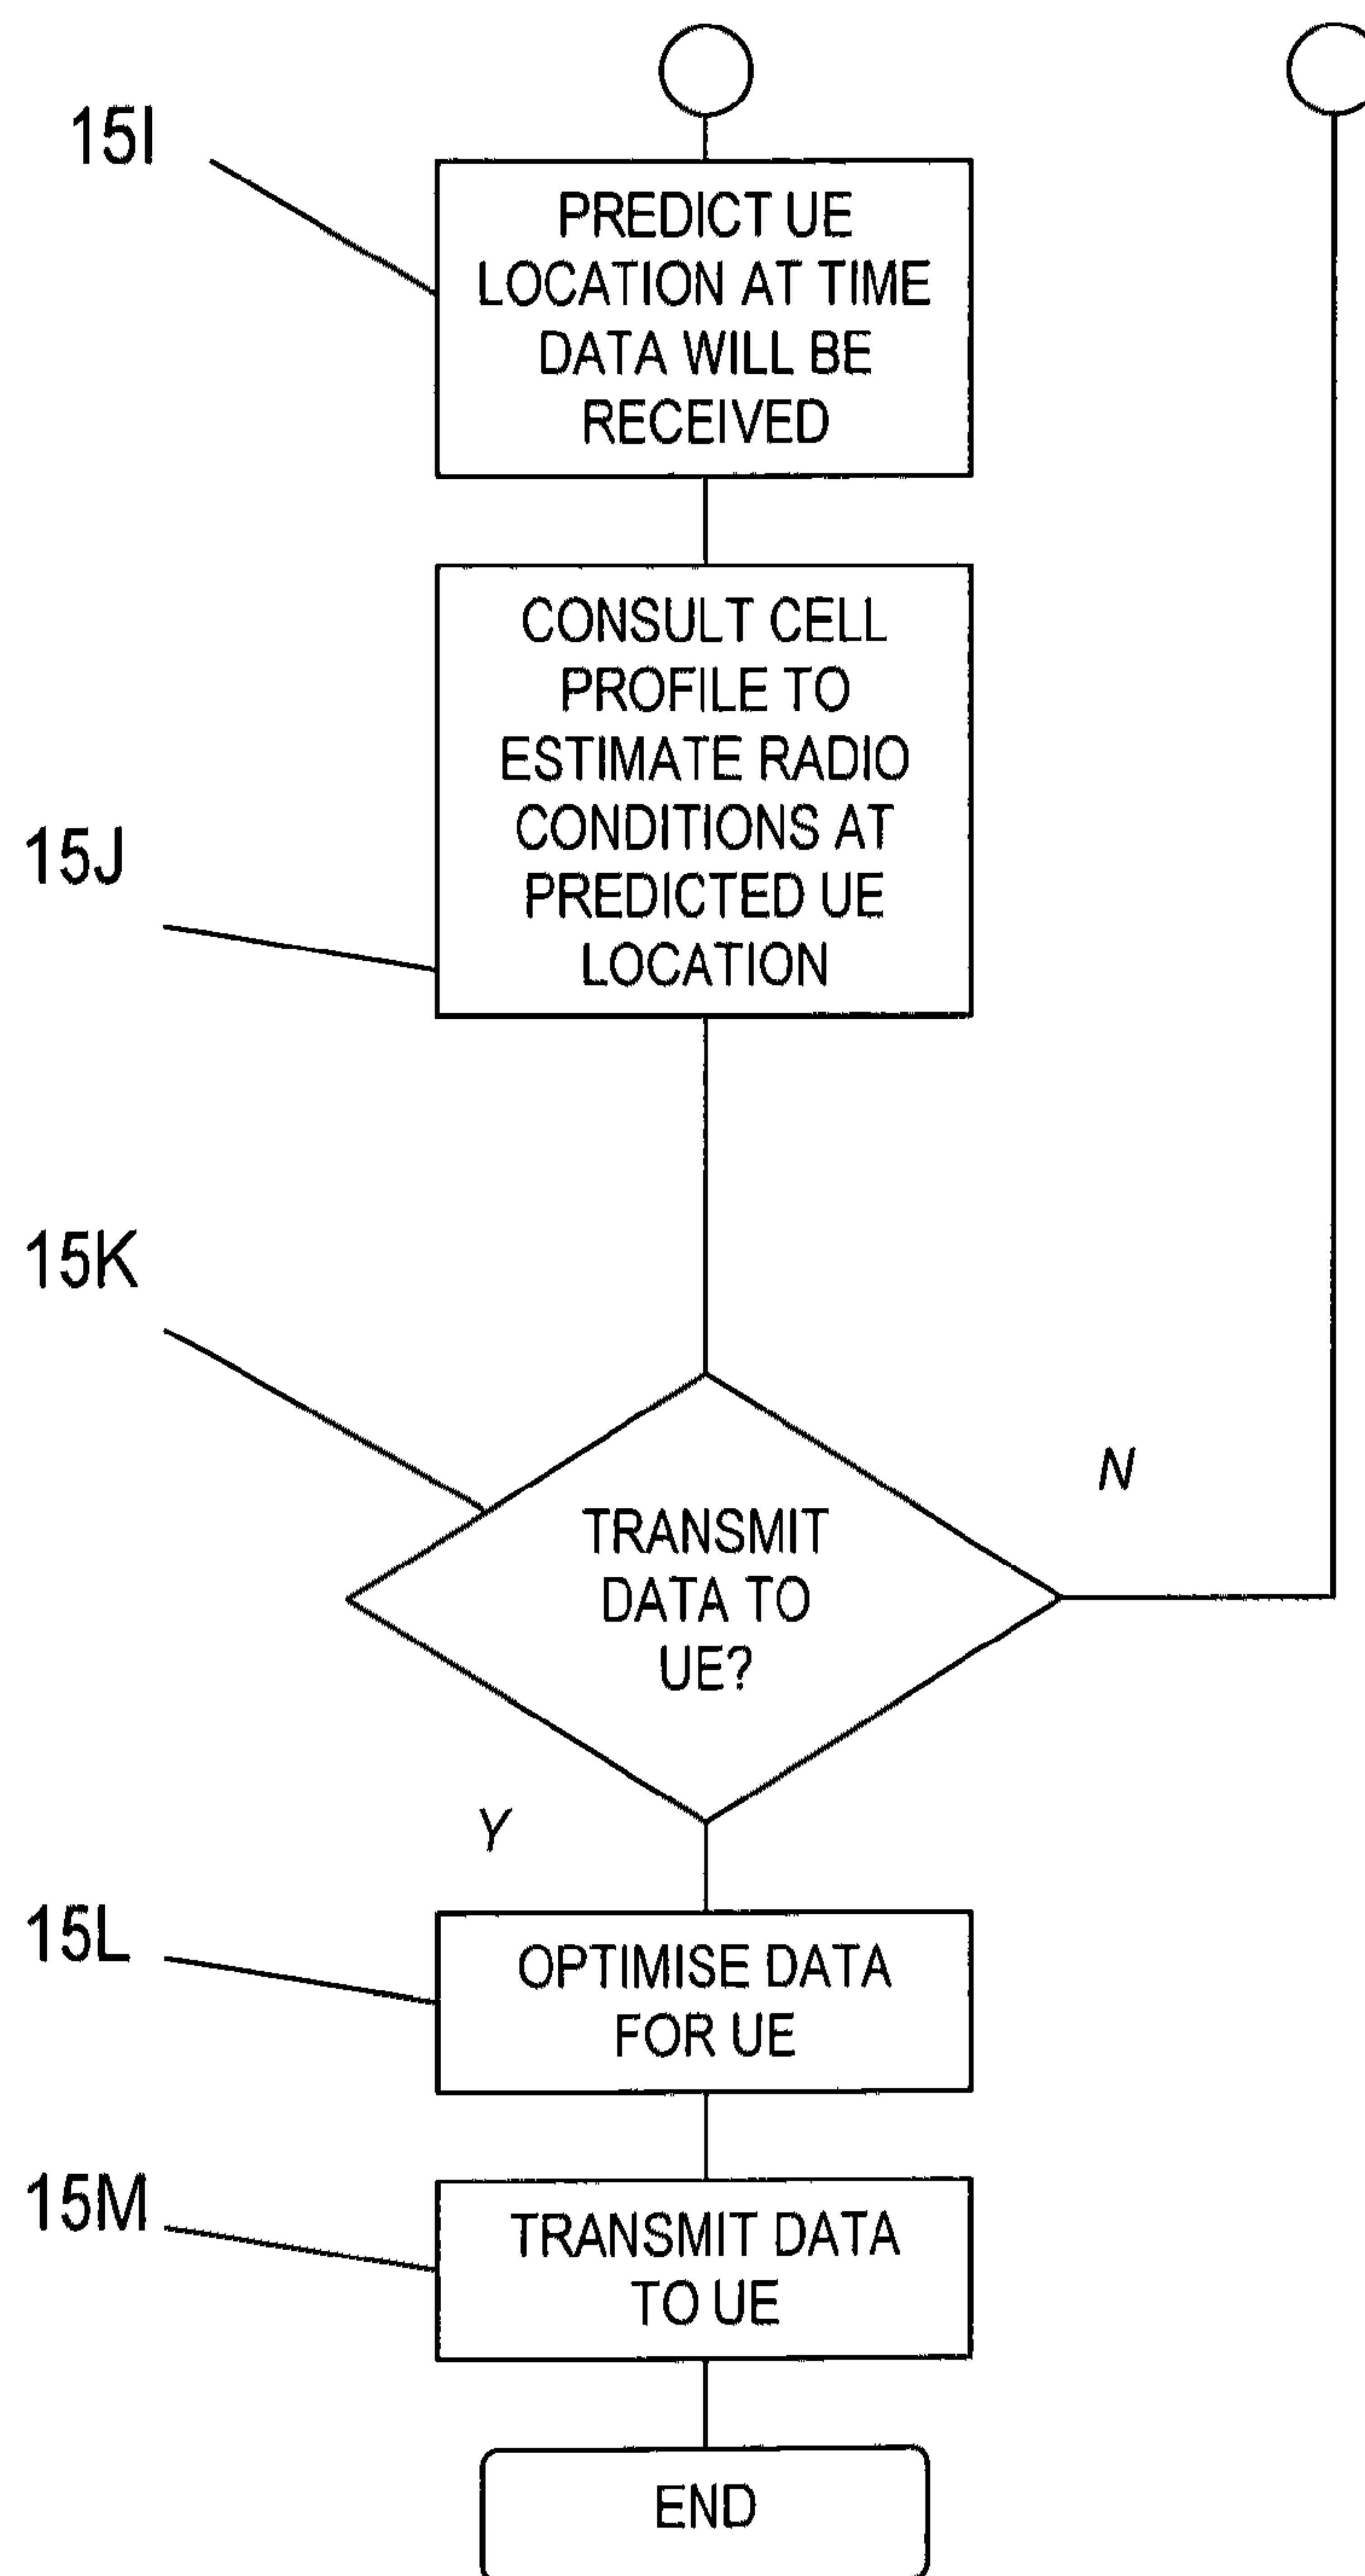 15I
PREDICT UE
LOCATION AT TIME
DATA WILL BE
RECEIVED
CONSULT CELL
PROFILE TO
ESTIMATE RADIO
CONDITIONS AT
PREDICTED UE
LOCATION
15J
15K
TRANSMIT
DATA TO
UE?
N
Y
15L
OPTIMISE DATA
FOR UE
15M
TRANSMIT DATA
TO UE
END